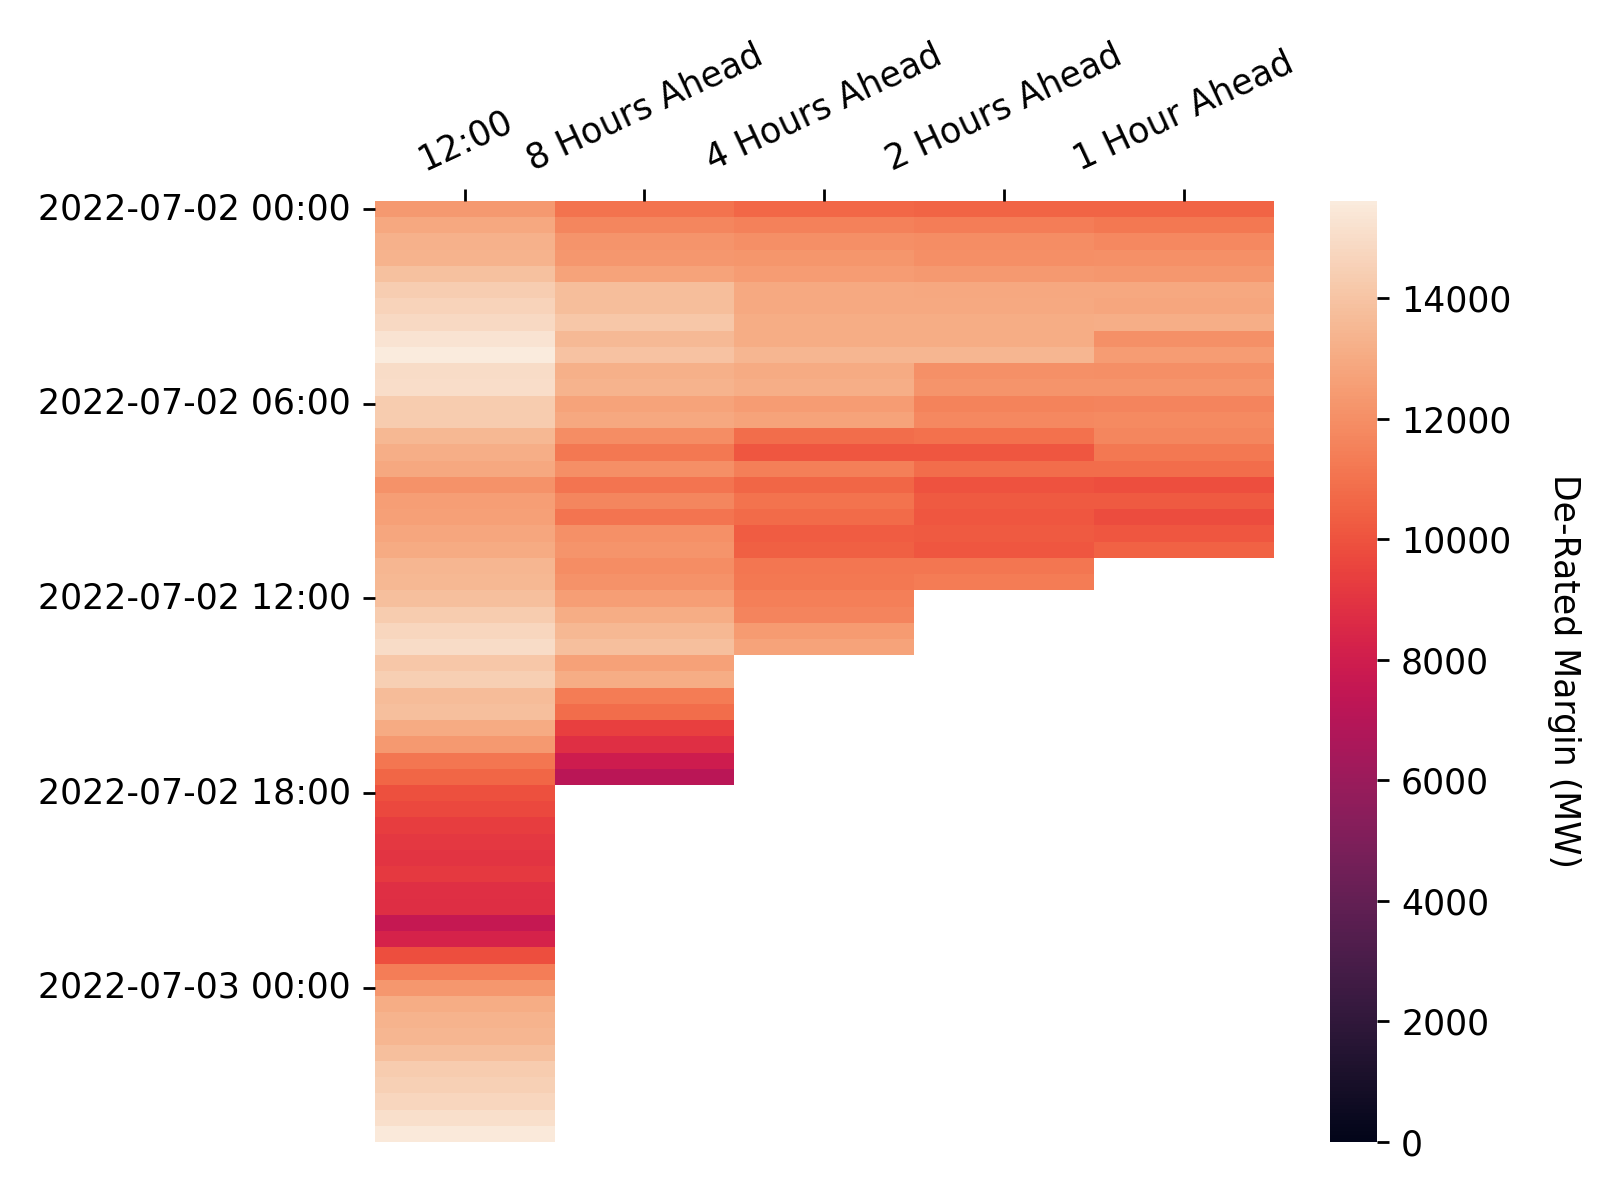 12:00
8 Hours Ahead
4 Hours Ahead
2 Hours Ahead
1 Hour Ahead
2022-07-02 00:00
2022-07-02 06:00
2022-07-02 12:00
2022-07-02 18:00
2022-07-03 00:00
14000
12000
10000
8000
6000
4000
2000
0
De-Rated Margin (MW)